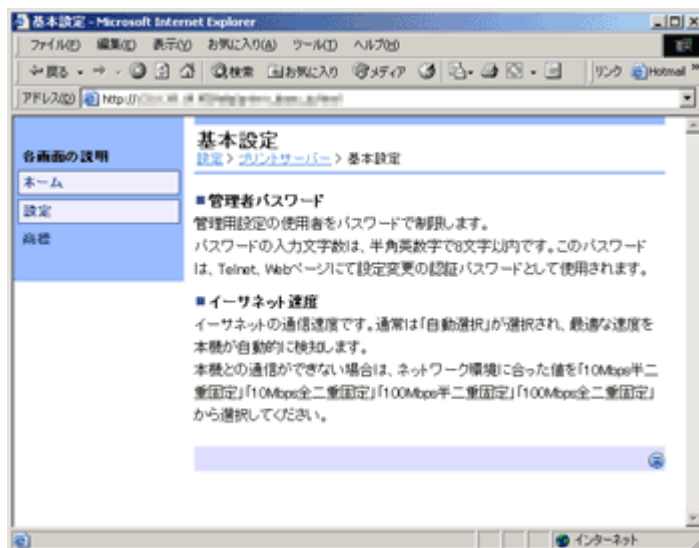 基本設定 - Microsoft Internet Explorer
ファイル(F) 編集(E) 表示(V) お気に入り(A) ツール(T) ヘルプ(H)
戻る 検索 お気に入り メディア リンク Hotmail
アドレス(D) http://
各画面の説明
ホーム
設定
商標
基本設定
設定 > プリントサーバー > 基本設定
■管理者パスワード
管理用設定の使用者をパスワードで制限します。
パスワードの入力文字数は、半角英数字で8文字以内です。このパスワード
は、Telnet, Webページにて設定変更の認証パスワードとして使用されます。
■イーサネット速度
イーサネットの通信速度です。通常は「自動選択」が選択され、最適な速度を
本機が自動的に検知します。
本機との通信ができない場合は、ネットワーク環境に合った値を「10Mbps半二
重固定」「10Mbps全二重固定」「100Mbps半二重固定」「100Mbps全二重固定」
から選択してください。
インターネット